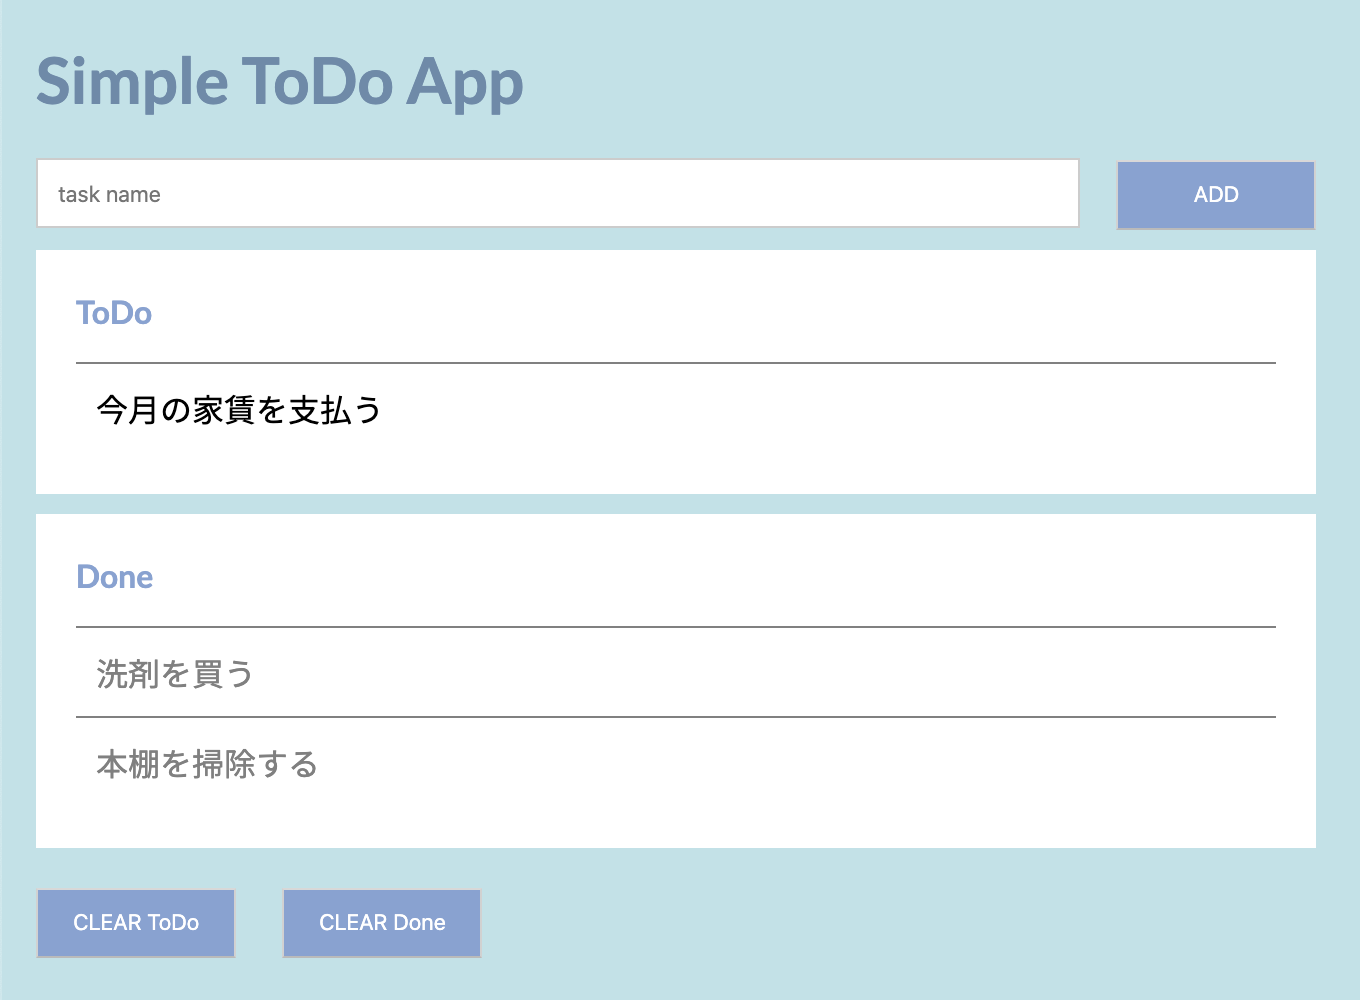 Simple ToDo App
task name
ADD
ToDo
今月の家賃を支払う
Done
洗剤を買う
本棚を掃除する
CLEAR ToDo
CLEAR Done